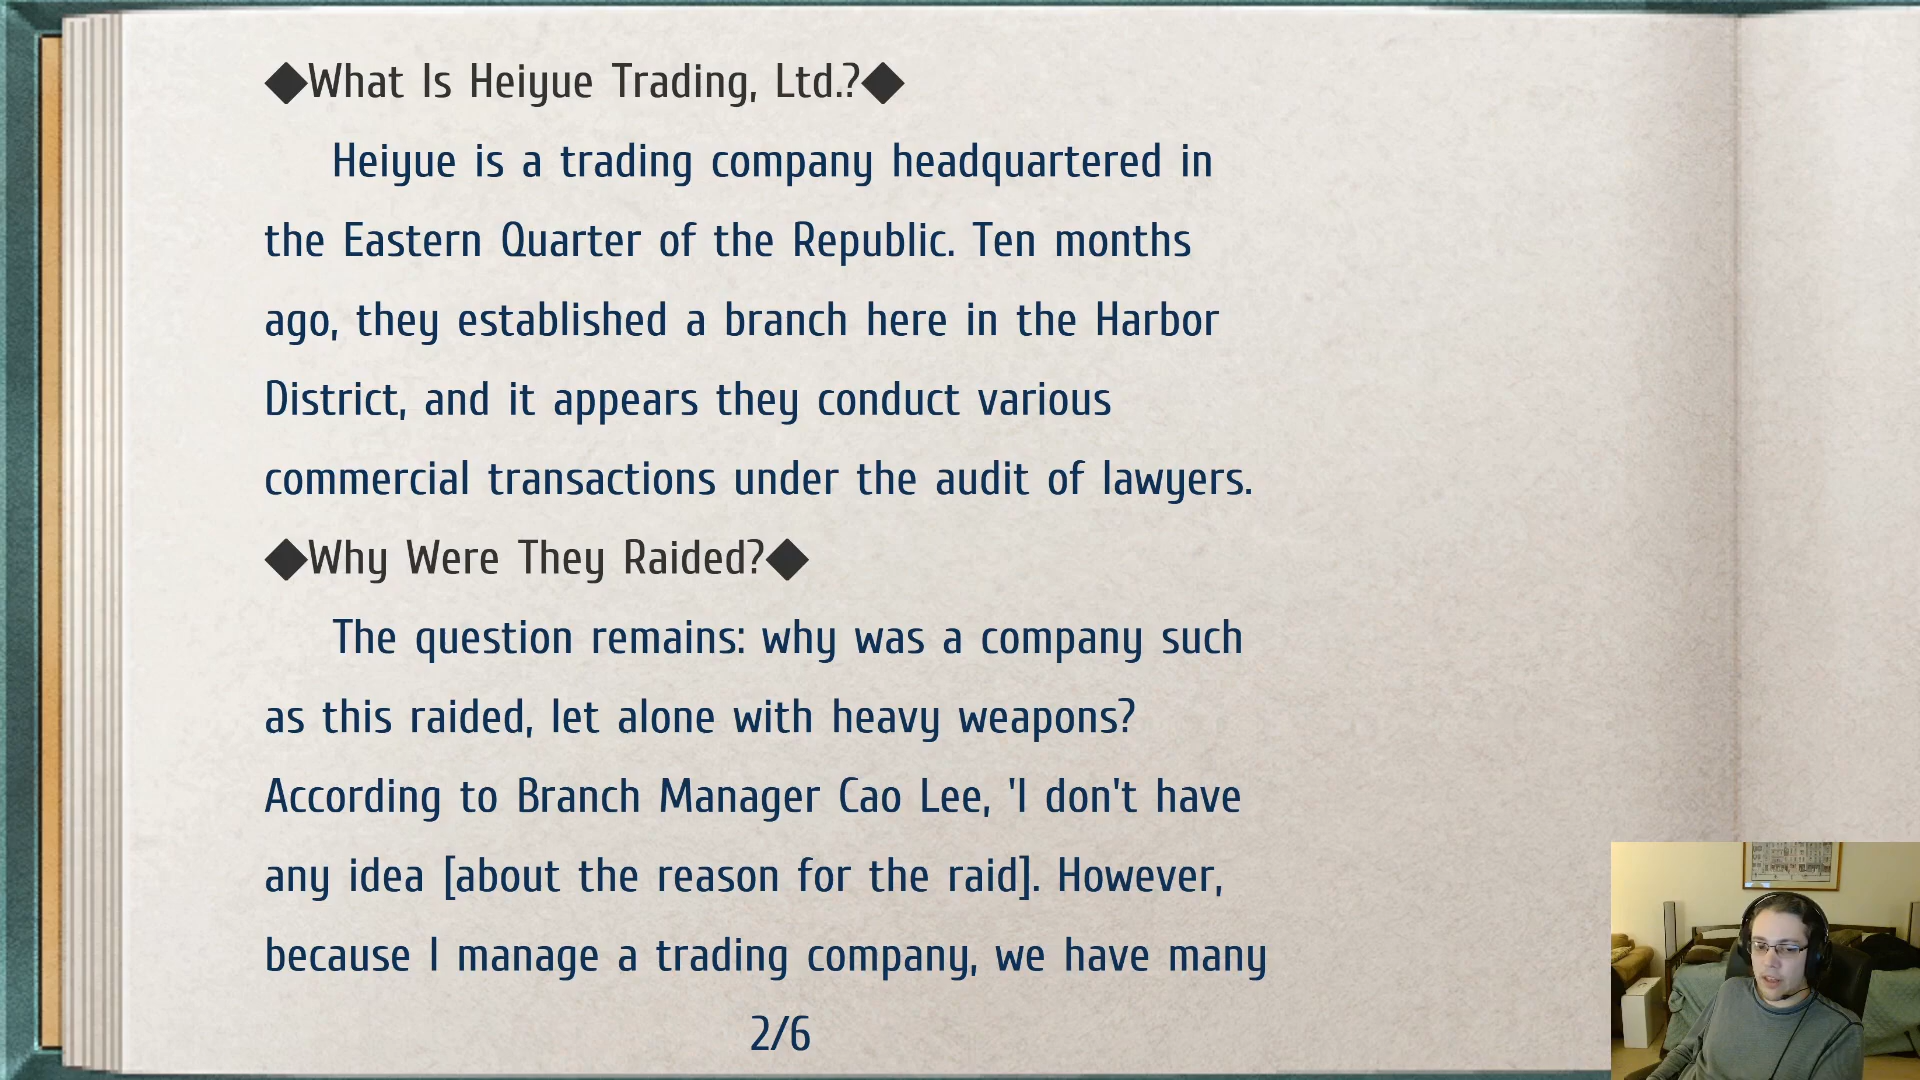 ◆What Is Heiyue Trading, Ltd.?◆
Heiyue is a trading company headquartered in
the Eastern Quarter of the Republic. Ten months
ago, they established a branch here in the Harbor
District, and it appears they conduct various
commercial transactions under the audit of lawyers.
◆Why Were They Raided?◆
The question remains: why was a company such
as this raided, let alone with heavy weapons?
According to Branch Manager Cao Lee, 'I don't have
any idea [about the reason for the raid]. However,
because I manage a trading company, we have many
2/6